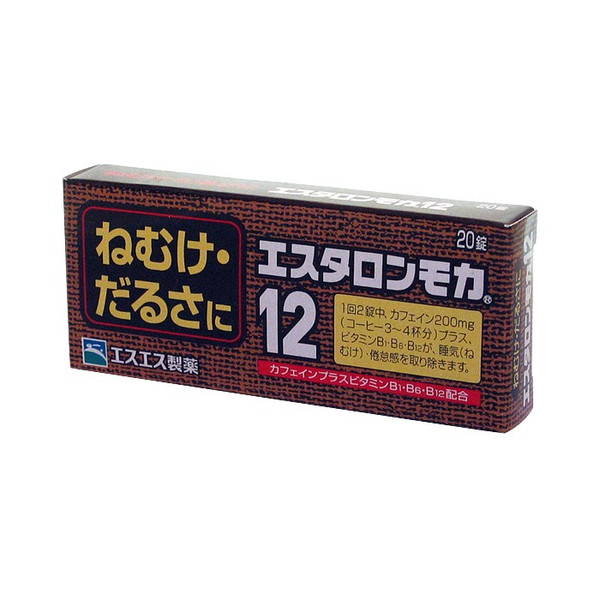 エスタロンモカ12
20錠
ねむけ・
だるさに
エスエス製薬
20錠
エスタロンモカ®
12
1回2錠中、カフェイン200mg
(コーヒー3〜4杯分)プラス、
ビタミンB1・B6・B12が、睡気(ね
むけ)・倦怠感を取り除きます。
カフェインプラスビタミンB1・B6・B12配合